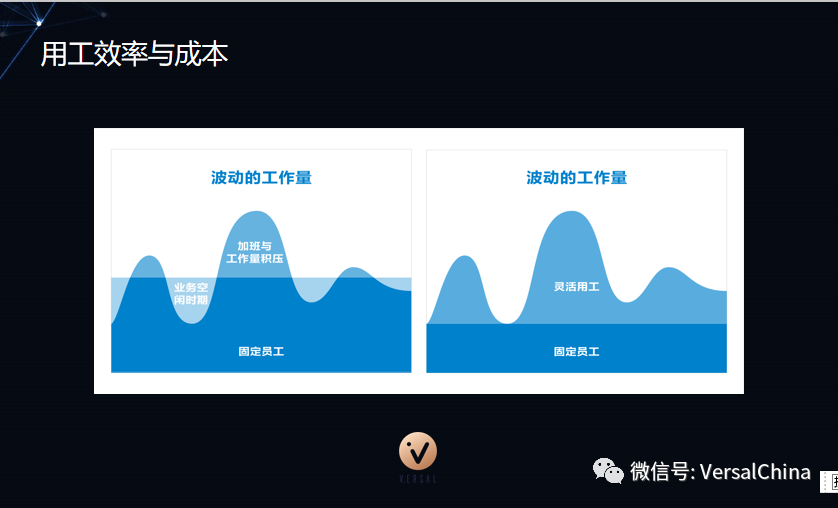 用工效率与成本
波动的工作量
加班与
工作量积压
业务空
闲时期
固定员工
波动的工作量
灵活用工
固定员工
VERSAL
微信号: VersalChina